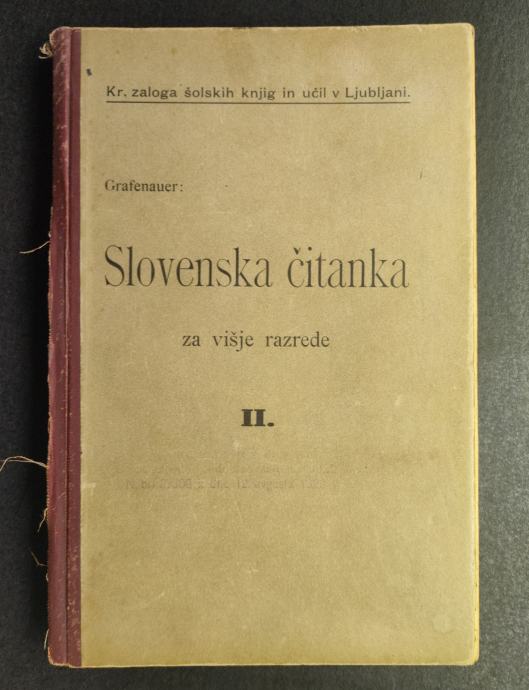 Kr. zaloga šolskih knjig in učil v Ljubljani.
Grafenauer:
Slovenska čitanka
za višje razrede
II.